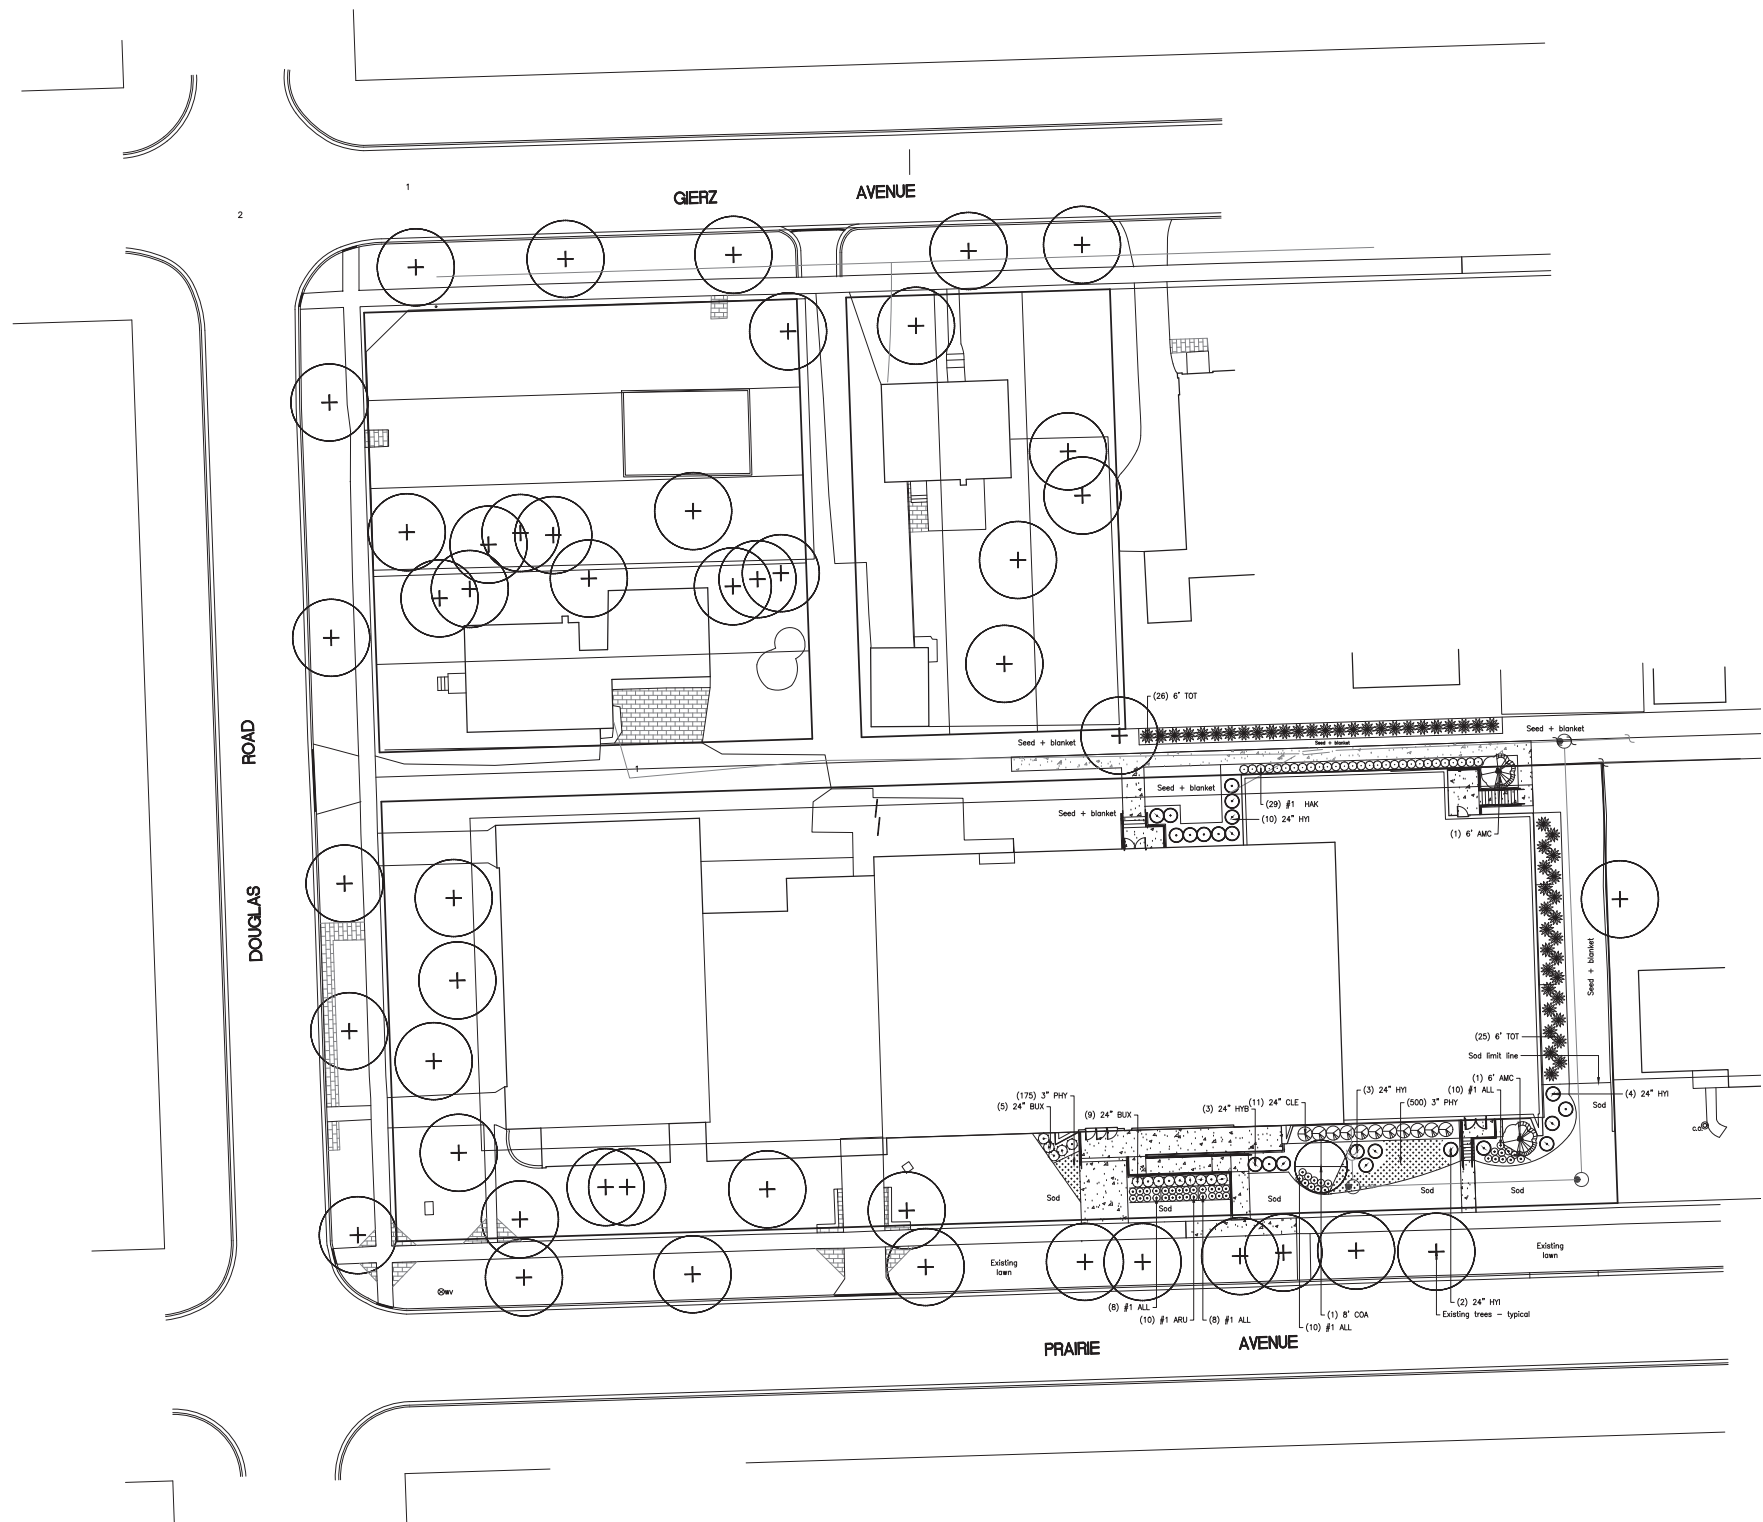 1
GIERZ AVENUE
2
(26) 6' TOT
ROAD
Seed + blanket
Seed + blanket
Seed + blanket
1
Seed + blanket
(29) #1 HAK
Seed + blanket
(10) 24" HYI
(1) 6' AMC
DOUGLAS
Seed + blanket
(25) 6' TOT
Sod limit line
(1) 6' AMC
(175) 3" PHY
(3) 24" HYI
(10) #1 ALL
(4) 24" HYI
(5) 24" BUX
(9) 24" BUX
(3) 24" HYB
(11) 24" CLE
(500) 3" PHY
Sod
c.o.
Sod
Sod
Sod
Sod
Sod
Existing
lawn
Existing
lawn
WV
(8) #1 ALL
(10) #1 ARU
(8) #1 ALL
(1) 8' COA
(10) #1 ALL
(2) 24" HYI
Existing trees - typical
PRAIRIE AVENUE